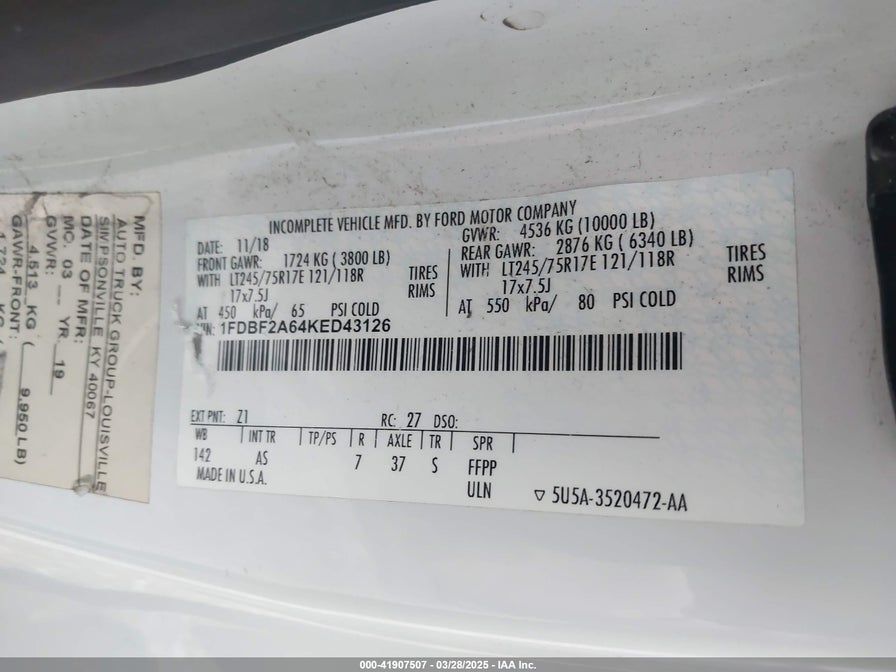 INCOMPLETE VEHICLE MFD. BY FORD MOTOR COMPANY
DATE: 11/18
GVWR: 4536 KG (10000 LB)
FRONT GAWR: 1724 KG ( 3800 LB)
REAR GAWR: 2876 KG ( 6340 LB)
WITH LT245/75R17E 121/118R TIRES
WITH LT245/75R17E 121/118R TIRES
17x7.5J RIMS
17x7.5J RIMS
AT 450 kPa/ 65 PSI COLD
AT 550 kPa/ 80 PSI COLD
1FDBF2A64KED43126
EXT PNT: Z1 RC: 27 DSO:
WB INT TR TP/PS R AXLE TR SPR
142 AS 7 37 S FFPP
ULN
MADE IN U.S.A.
▽ 5U5A-3520472-AA
MFD. BY:
AUTO TRUCK GROUP-LOUISVILLE
SIMPSONVILLE KY 40067
DATE OF MFR:
MO. 03 YR. 19
GVWR:
4,513 KG ( 9,950 LB)
GAWR-FRONT:
000-41907507 - 03/28/2025 - IAA Inc.